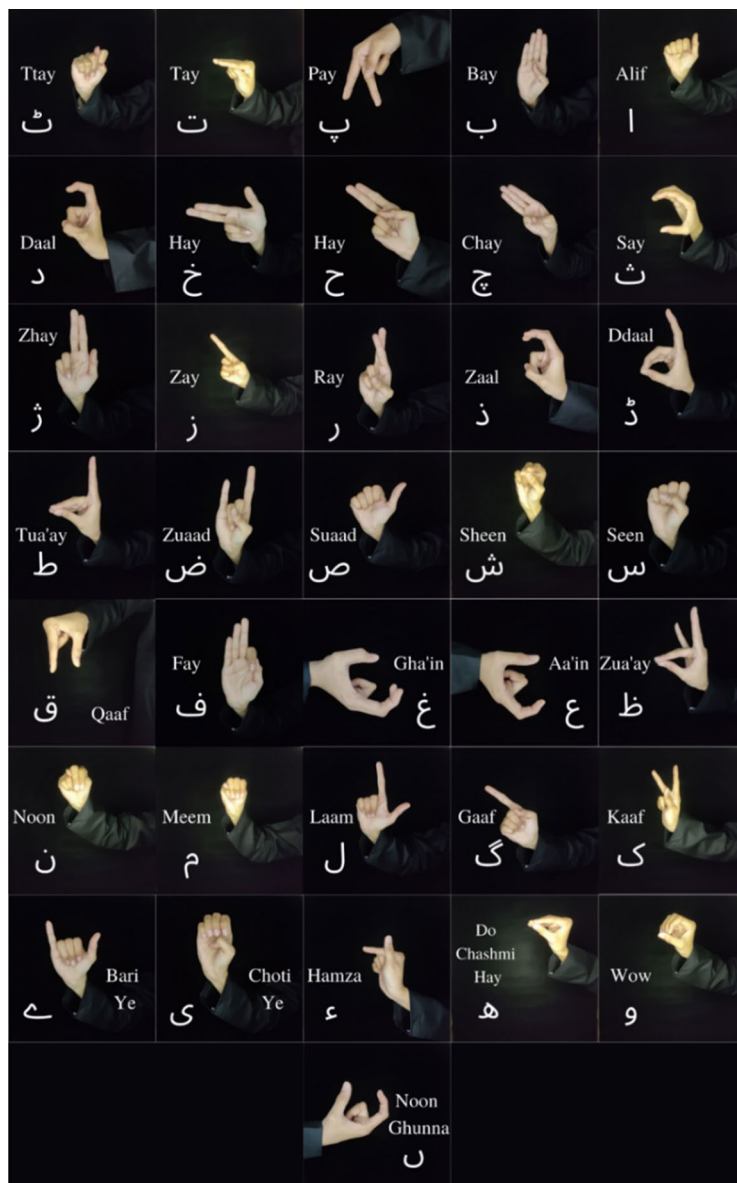 Alif
ا
Bay
ب
Pay
پ
Tay
ت
Ttay
ٹ
Say
ث
Chay
چ
Hay
ح
Hay
خ
Daal
د
Ddaal
ڈ
Zaal
ذ
Ray
ر
Zay
ز
Zhay
ژ
Seen
س
Sheen
ش
Suaad
ص
Zuaad
ض
Tua'ay
ط
Zua'ay
ظ
Aa'in
ع
Gha'in
غ
Fay
ف
Qaaf
ق
Kaaf
ک
Gaaf
گ
Laam
ل
Meem
م
Noon
ن
Wow
و
Do
Chashmi
Hay
ھ
Hamza
ء
Choti
Ye
ی
Bari
Ye
ے
Noon
Ghunna
ں